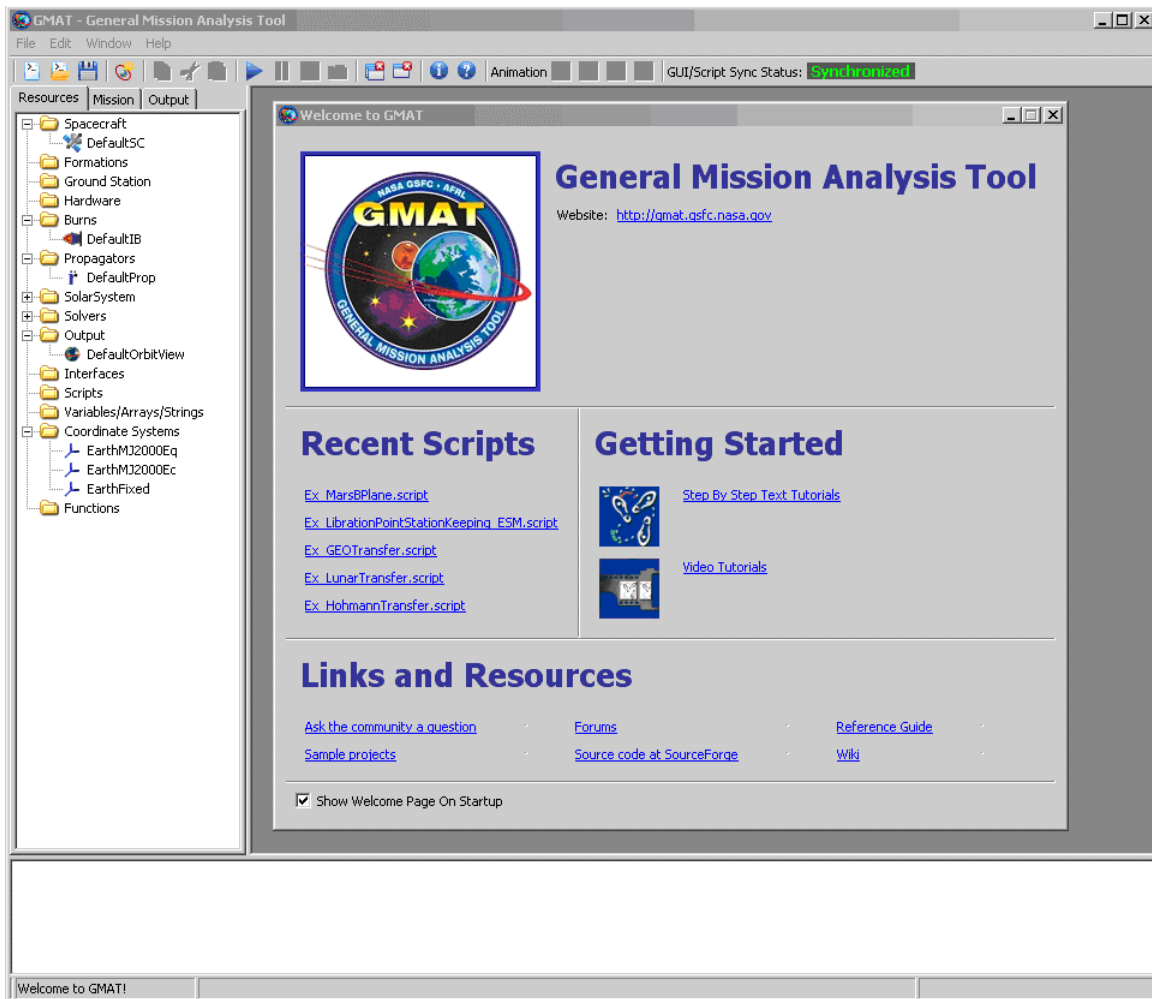 GMAT - General Mission Analysis Tool
File Edit Window Help
Animation GUI/Script Sync Status: Synchronized
Resources Mission Output
Spacecraft
DefaultSC
Formations
Ground Station
Hardware
Burns
DefaultIB
Propagators
DefaultProp
SolarSystem
Solvers
Output
DefaultOrbitView
Interfaces
Scripts
Variables/Arrays/Strings
Coordinate Systems
EarthMJ2000Eq
EarthMJ2000Ec
EarthFixed
Functions
Welcome to GMAT
NASA GSFC • AFRL
GMAT
GENERAL MISSION ANALYSIS TOOL
General Mission Analysis Tool
Website: http://gmat.gsfc.nasa.gov
Recent Scripts
Ex_MarsBPlane.script
Ex_LibrationPointStationKeeping_ESM.script
Ex_GEOTransfer.script
Ex_LunarTransfer.script
Ex_HohmannTransfer.script
Getting Started
Step By Step Text Tutorials
Video Tutorials
Links and Resources
Ask the community a question Forums Reference Guide
Sample projects Source code at SourceForge Wiki
Show Welcome Page On Startup
Welcome to GMAT!